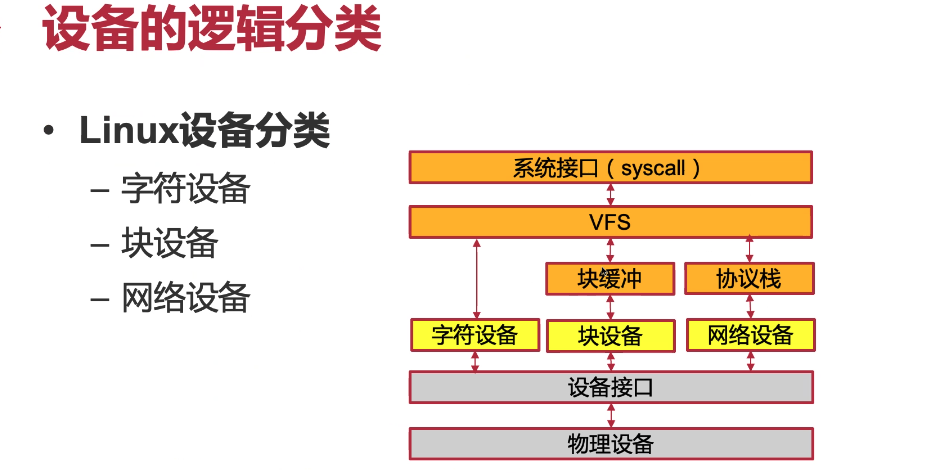 设备的逻辑分类
• Linux设备分类
– 字符设备
– 块设备
– 网络设备
系统接口（syscall）
VFS
块缓冲
协议栈
字符设备
块设备
网络设备
设备接口
物理设备